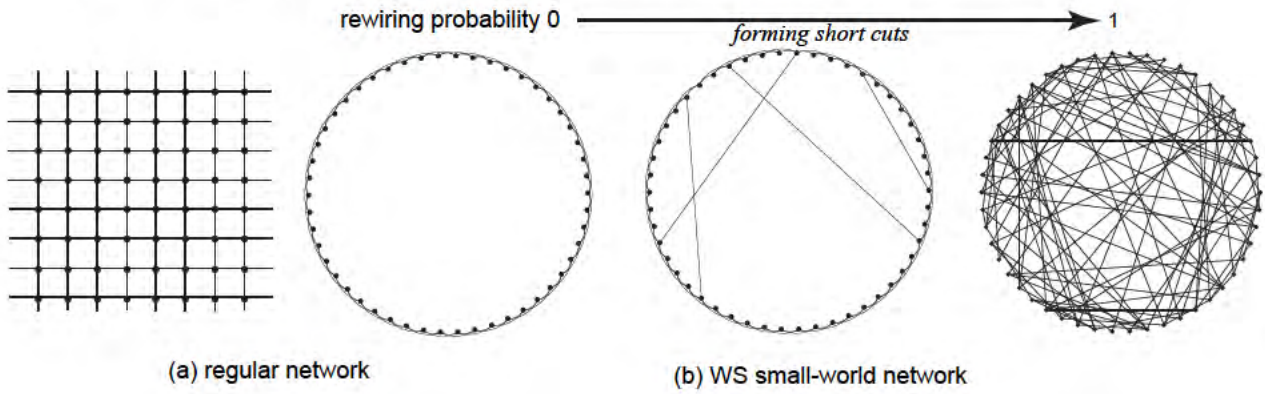 rewiring probability 0 1
forming short cuts
(a) regular network
(b) WS small-world network